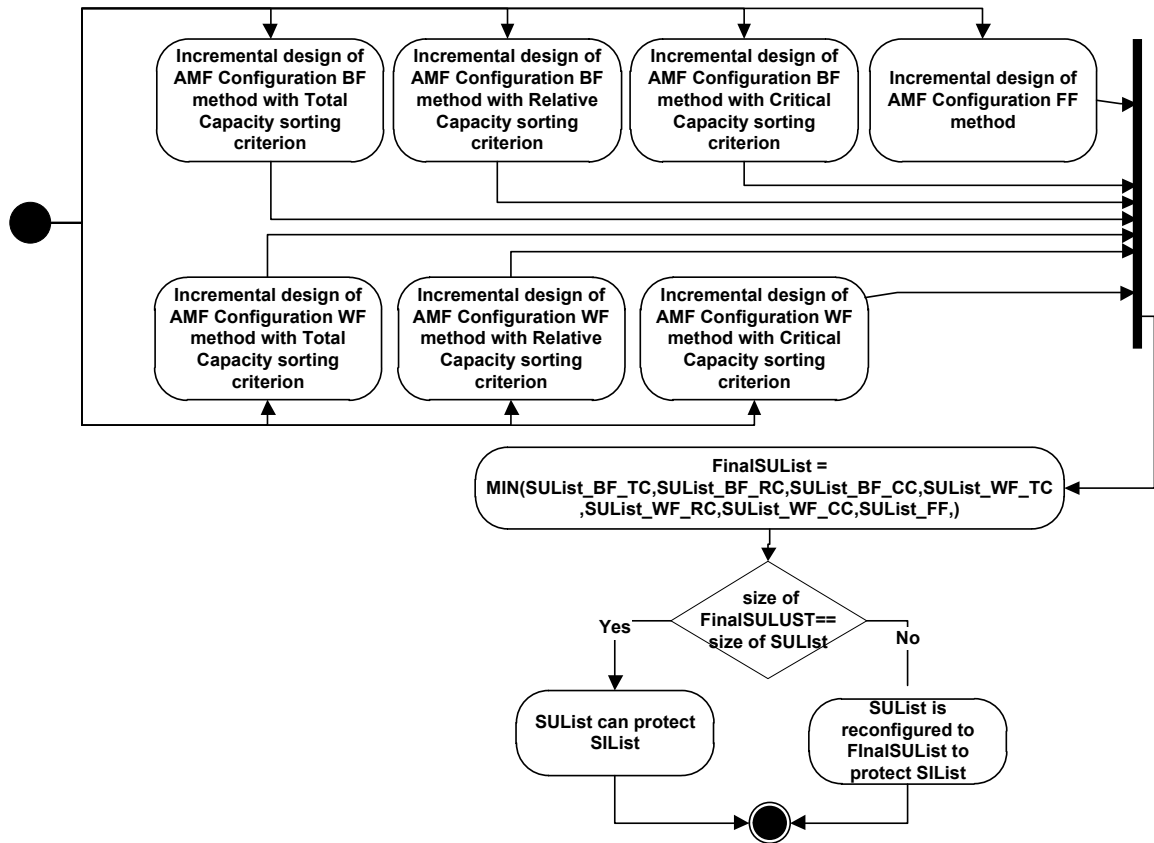 Incremental design of
AMF Configuration BF
method with Total
Capacity sorting
criterion
Incremental design of
AMF Configuration BF
method with Relative
Capacity sorting
criterion
Incremental design of
AMF Configuration BF
method with Critical
Capacity sorting
criterion
Incremental design of
AMF Configuration FF
method
Incremental design of
AMF Configuration WF
method with Total
Capacity sorting
criterion
Incremental design of
AMF Configuration WF
method with Relative
Capacity sorting
criterion
Incremental design of
AMF Configuration WF
method with Critical
Capacity sorting
criterion
FinalSUList =
MIN(SUList_BF_TC,SUList_BF_RC,SUList_BF_CC,SUList_WF_TC
,SUList_WF_RC,SUList_WF_CC,SUList_FF,)
size of
FinalSULUST==
size of SULIst
Yes
No
SUList can protect
SIList
SUList is
reconfigured to
FInalSUList to
protect SIList